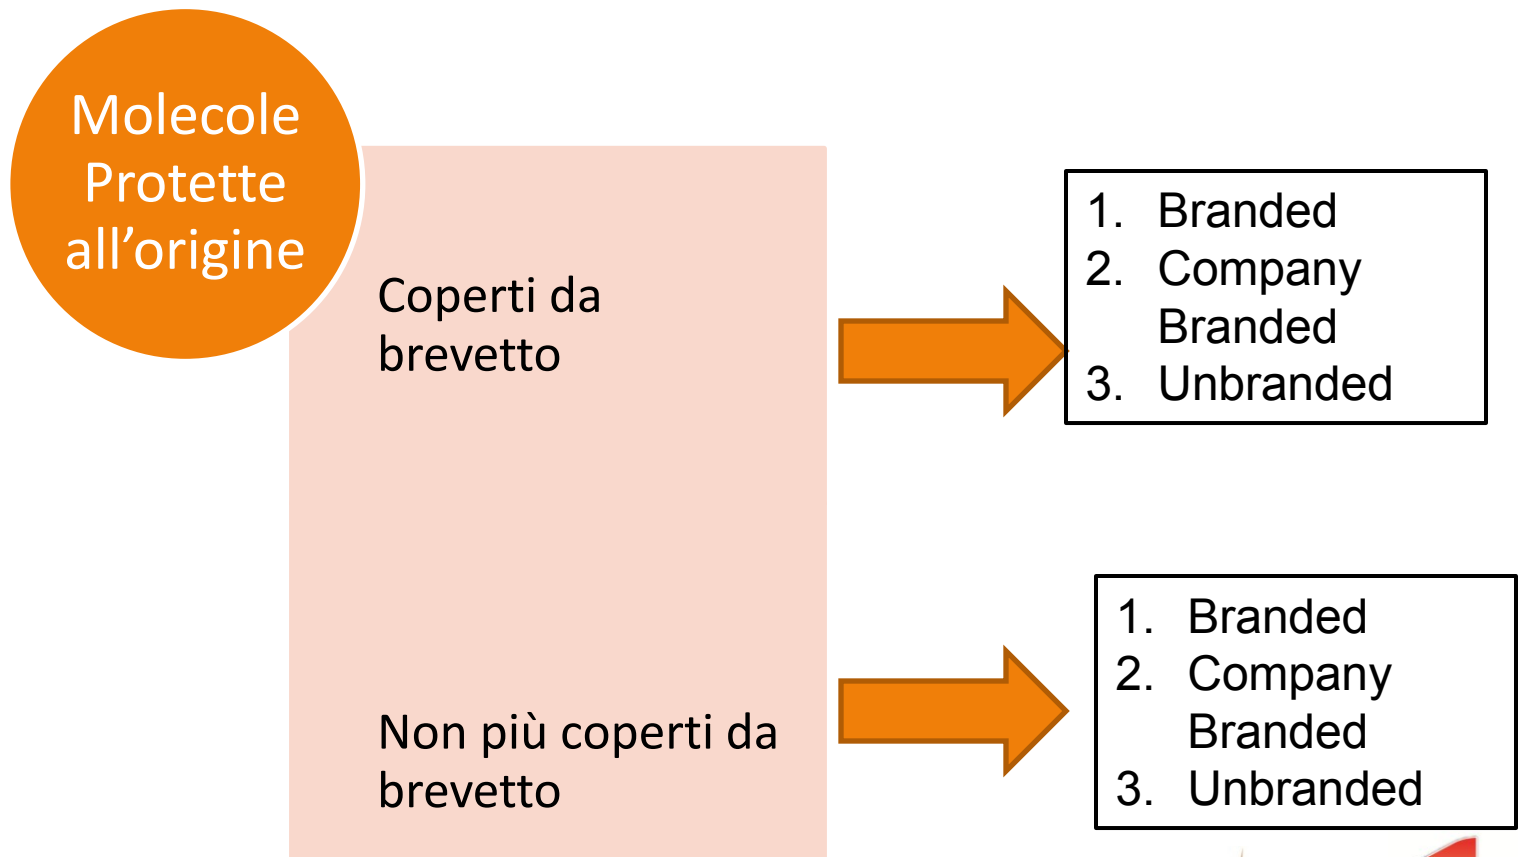 Molecole
Protette
all’origine
Coperti da
brevetto
1. Branded
2. Company
Branded
3. Unbranded
Non più coperti da
brevetto
1. Branded
2. Company
Branded
3. Unbranded